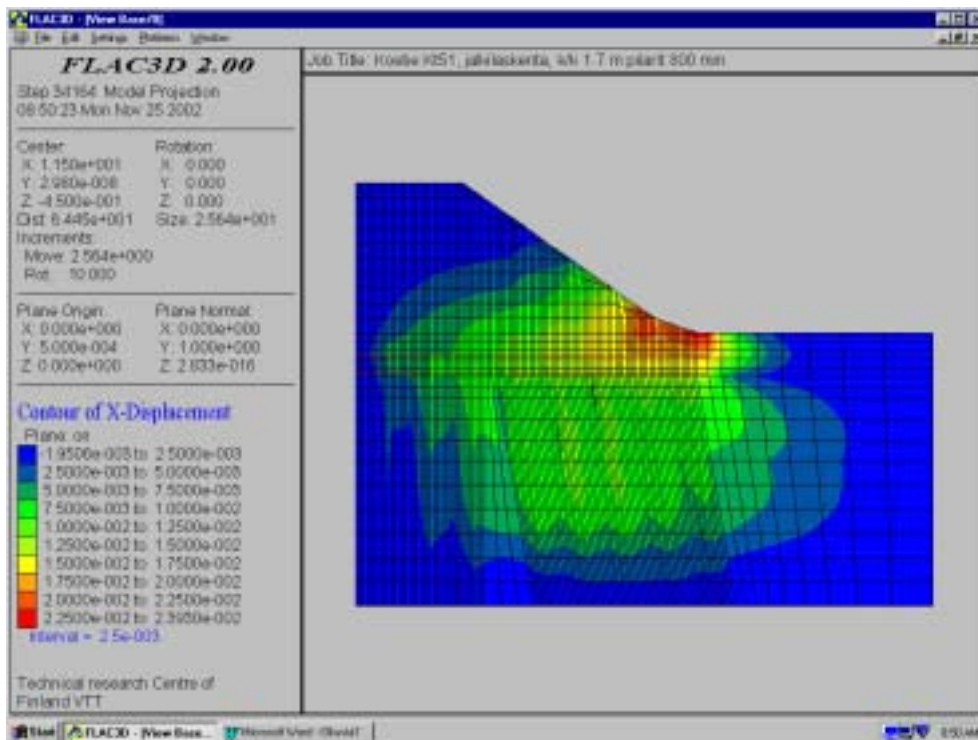 FLAC3D - [View Base/0]
File Edit Settings Plotitems Window
FLAC3D 2.00
Step 34164 Model Projection
08:50:23 Mon Nov 25 2002
Job Title: Koetie Kt51, jälkilaskenta, k/k 1.7 m pilarit 800 mm
Center: Rotation:
X: 1.150e+001 X: 0.000
Y: 2.980e-008 Y: 0.000
Z: -4.500e-001 Z: 0.000
Dist: 6.445e+001 Size: 2.564e+001
Increments:
Move: 2.564e+000
Rot.: 10.000
Plane Origin: Plane Normal:
X: 0.000e+000 X: 0.000e+000
Y: 5.000e-004 Y: 1.000e+000
Z: 0.000e+000 Z: 2.833e-016
Contour of X-Displacement
Plane: on
-1.9500e-003 to 2.5000e-003
2.5000e-003 to 5.0000e-003
5.0000e-003 to 7.5000e-003
7.5000e-003 to 1.0000e-002
1.0000e-002 to 1.2500e-002
1.2500e-002 to 1.5000e-002
1.5000e-002 to 1.7500e-002
1.7500e-002 to 2.0000e-002
2.0000e-002 to 2.2500e-002
2.2500e-002 to 2.3950e-002
Interval = 2.5e-003
Technical research Centre of
Finland VTT
Start FLAC3D - [View Base... Microsoft Word
8:50 AM